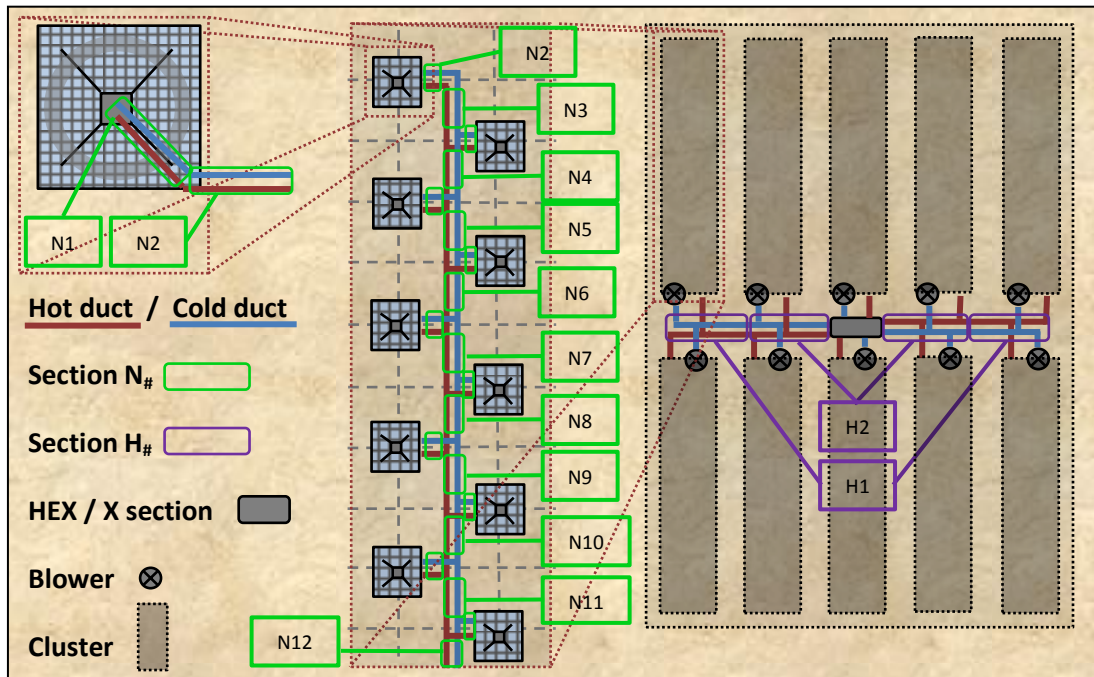 N1
N2
Hot duct / Cold duct
Section N#
Section H#
HEX / X section
Blower
Cluster
N2
N3
N4
N5
N6
N7
N8
N9
N10
N11
N12
H2
H1